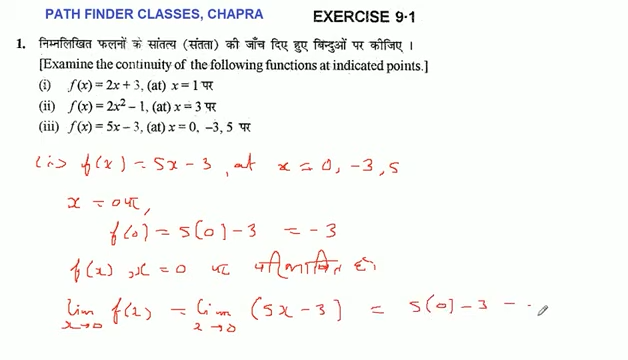 PATH FINDER CLASSES, CHAPRA EXERCISE 9·1
1. निम्नलिखित फलनों के सांतत्य (संतता) की जाँच दिए हुए बिन्दुओं पर कीजिए ।
[Examine the continuity of the following functions at indicated points.]
(i) f(x) = 2x + 3, (at) x = 1 पर
(ii) f(x) = 2x² – 1, (at) x = 3 पर
(iii) f(x) = 5x – 3, (at) x = 0, –3, 5 पर
f(x) = 5x - 3, at x = 0, -3, 5
x = 0 पर,
f(0) = 5(0) - 3 = -3
f(x), x = 0 पर परिभाषित है।
lim x→0 f(x) = lim x→0 (5x - 3) = 5(0) - 3 =